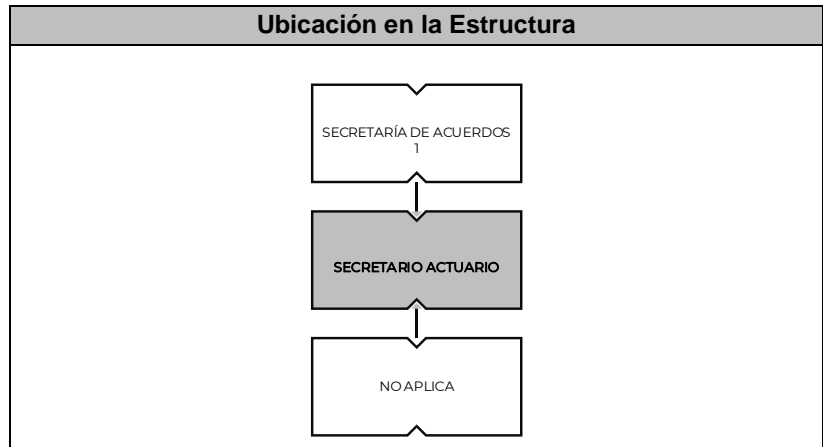 Ubicación en la Estructura
SECRETARÍA DE ACUERDOS
1
SECRETARIO ACTUARIO
NO APLICA